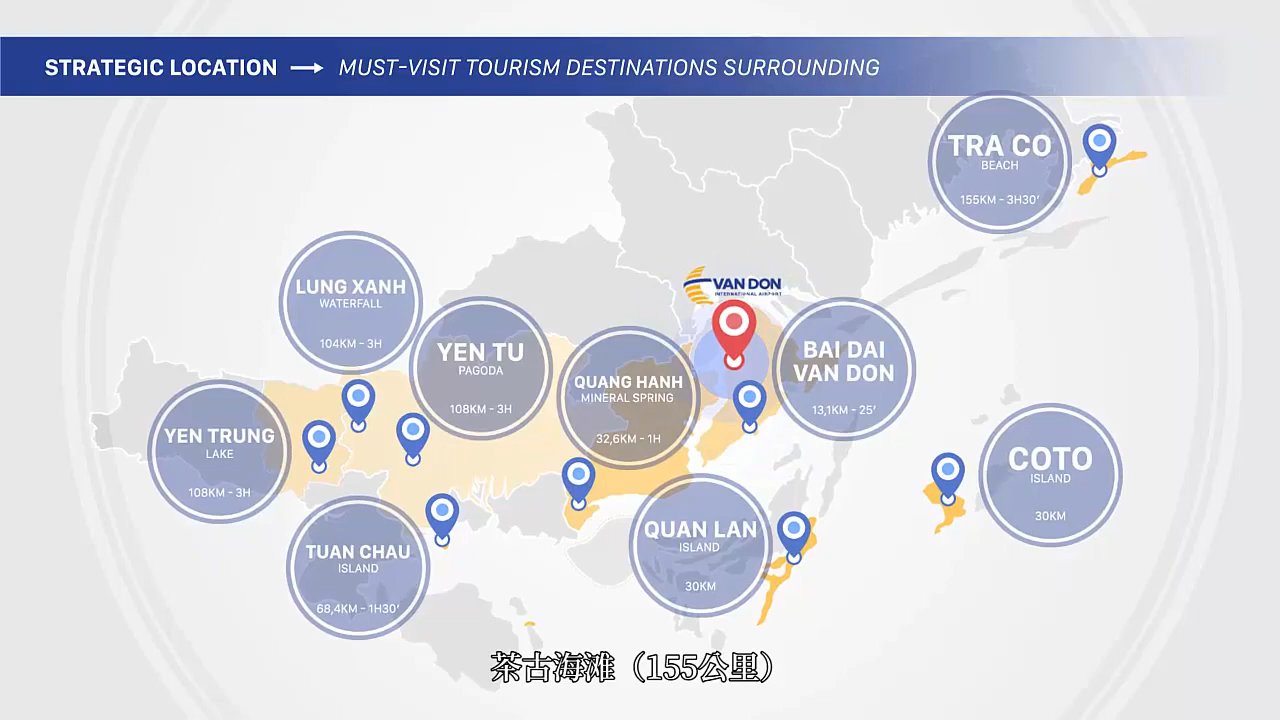 STRATEGIC LOCATION → MUST-VISIT TOURISM DESTINATIONS SURROUNDING
TRA CO
BEACH
155KM - 3H30'
LUNG XANH
WATERFALL
104KM - 3H
VAN DON
INTERNATIONAL AIRPORT
YEN TU
PAGODA
108KM - 3H
QUANG HANH
MINERAL SPRING
32,6KM - 1H
BAI DAI
VAN DON
13,1KM - 25'
YEN TRUNG
LAKE
108KM - 3H
COTO
ISLAND
30KM
TUAN CHAU
ISLAND
68,4KM - 1H30'
QUAN LAN
ISLAND
30KM
茶古海滩（155公里）